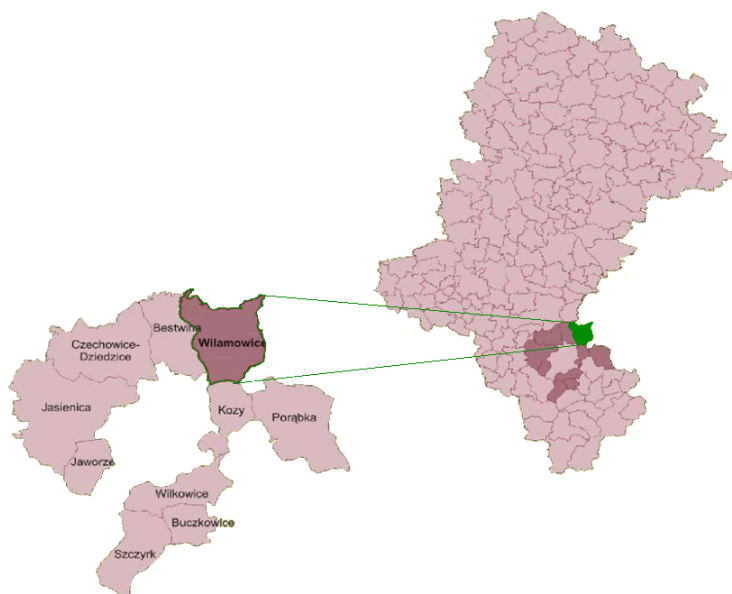 Bestwina
Czechowice-
Dziedzice
Wilamowice
Jasienica
Kozy
Porąbka
Jaworze
Wilkowice
Buczkowice
Szczyrk